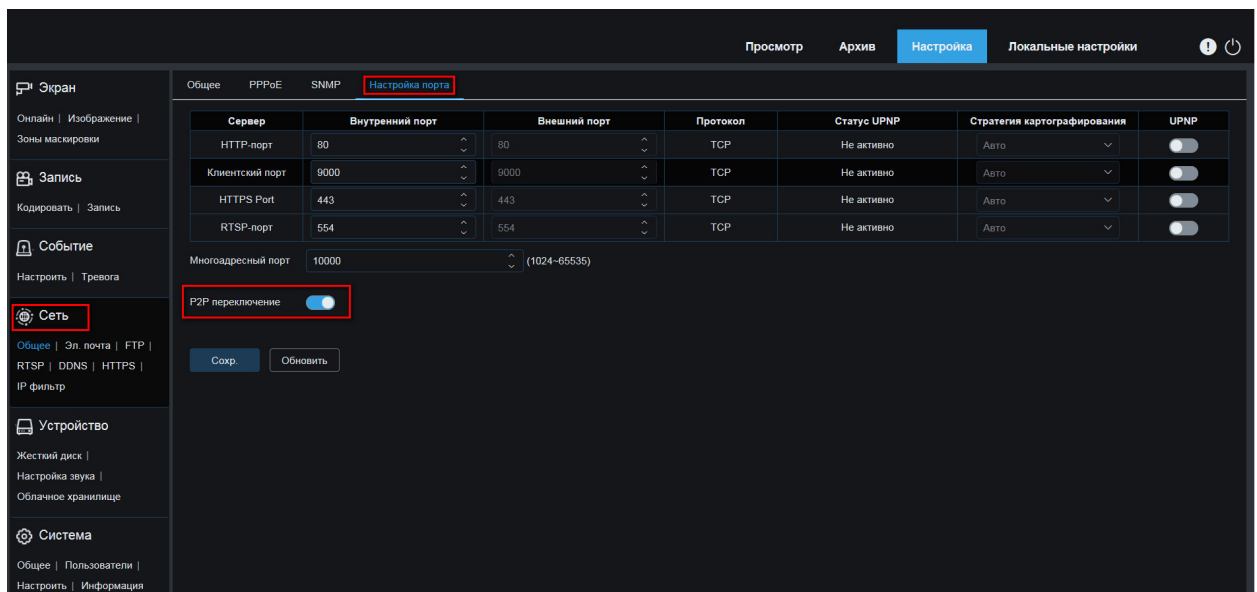 Просмотр Архив Настройка Локальные настройки
Экран
Онлайн | Изображение |
Зоны маскировки
Запись
Кодировать | Запись
Событие
Настроить | Тревога
Сеть
Общее | Эл. почта | FTP |
RTSP | DDNS | HTTPS |
IP фильтр
Устройство
Жесткий диск |
Настройка звука |
Облачное хранилище
Система
Общее | Пользователи |
Настроить | Информация
Общее PPPoE SNMP Настройка порта
Сервер Внутренний порт Внешний порт Протокол Статус UPNP Стратегия картографирования UPNP
HTTP-порт 80 80 TCP Не активно Авто
Клиентский порт 9000 9000 TCP Не активно Авто
HTTPS Port 443 443 TCP Не активно Авто
RTSP-порт 554 554 TCP Не активно Авто
Многоадресный порт 10000 (1024~65535)
P2P переключение
Сохр. Обновить